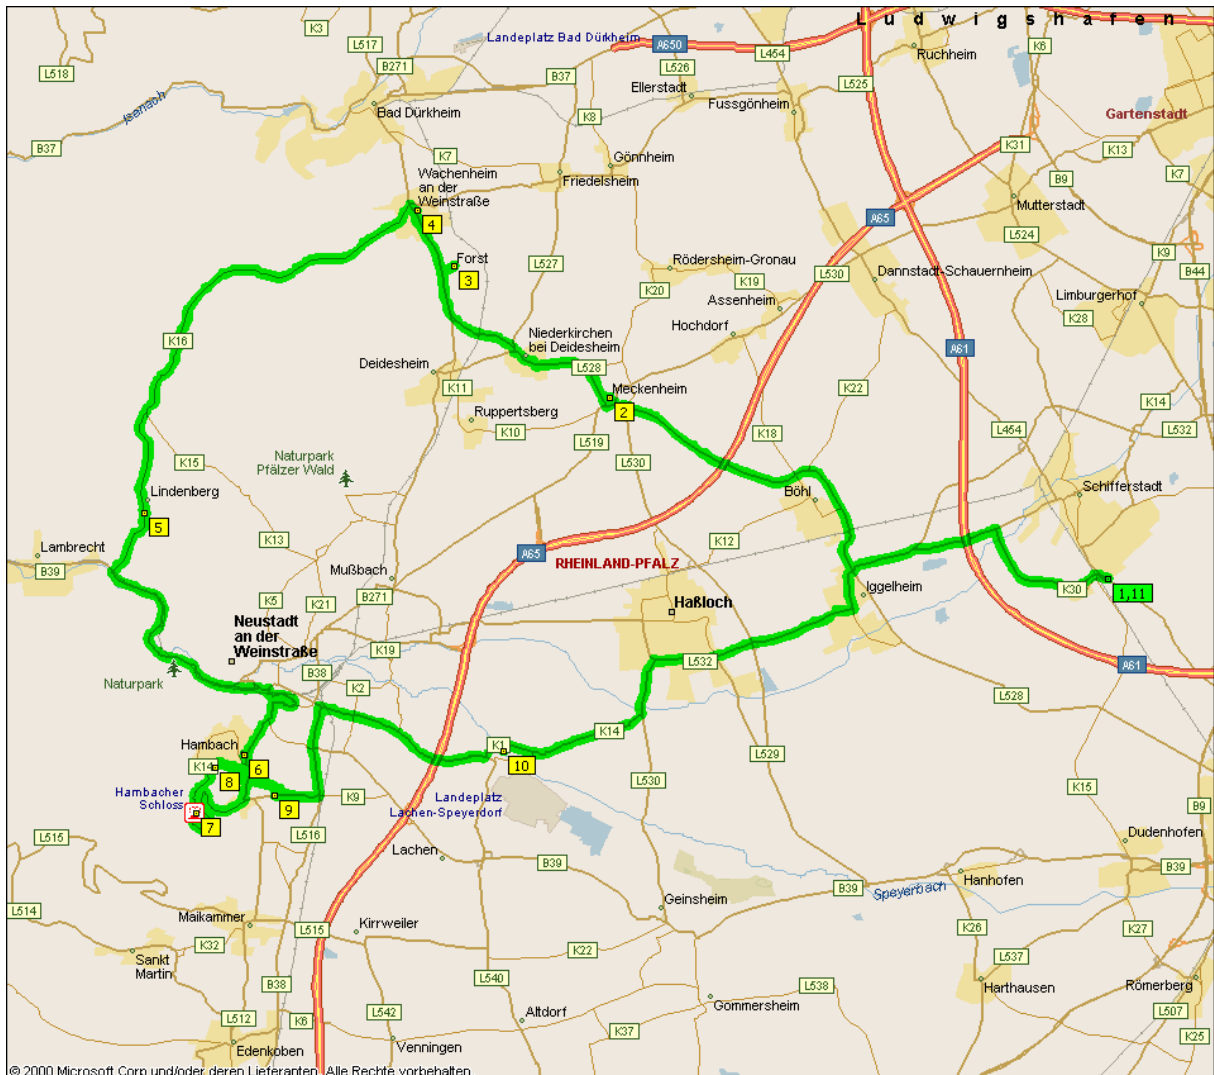 Ludwigshafen
K3
L517
Landeplatz Bad Dürkheim
A650
L454
K6
Ruchheim
L518
B271
B37
L526
Ellerstadt
L525
Fussgönheim
Isenach
Bad Dürkheim
K8
Gartenstadt
B37
K7
Gönnheim
K31
K13
Wachenheim
an der
Weinstraße
Friedelsheim
B9
K7
Mutterstadt
4
A65
L524
Forst
3
L527
Rödersheim-Gronau
L530
Dannstadt-Schauernheim
K9
B44
K20
K19
Assenheim
Limburgerhof
K28
K16
Niederkirchen
bei Deidesheim
Hochdorf
A61
Deidesheim
L528
K11
Meckenheim
K22
K14
Ruppertsberg
2
K10
L519
K18
L454
L532
Naturpark
Pfälzer Wald
K15
L530
Lindenberg
Böhl
Schifferstadt
5
K13
K12
Lambrecht
A65
RHEINLAND-PFALZ
B39
Mußbach
K30
1,11
K5
K21
B271
Haßloch
Iggelheim
Neustadt
an der
Weinstraße
K19
L532
A61
B38
K2
Naturpark
L528
K14
Hambach
K1
6
10
L529
K14
8
Hambacher
Schloss
9
K9
Landeplatz
Lachen-Speyerdorf
L530
K15
7
B9
L516
L515
Dudenhofen
Lachen
B39
B39
Hanhofen
B39
Speyerbach
L514
Geinsheim
Maikammer
L515
Kirrweiler
K26
K27
K32
K22
Sankt
Martin
L537
B38
L540
L538
Harthausen
Römerberg
Gommersheim
L512
K6
L542
Altdorf
L507
K37
K25
Edenkoben
Venningen
© 2000 Microsoft Corp und/oder deren Lieferanten. Alle Rechte vorbehalten.